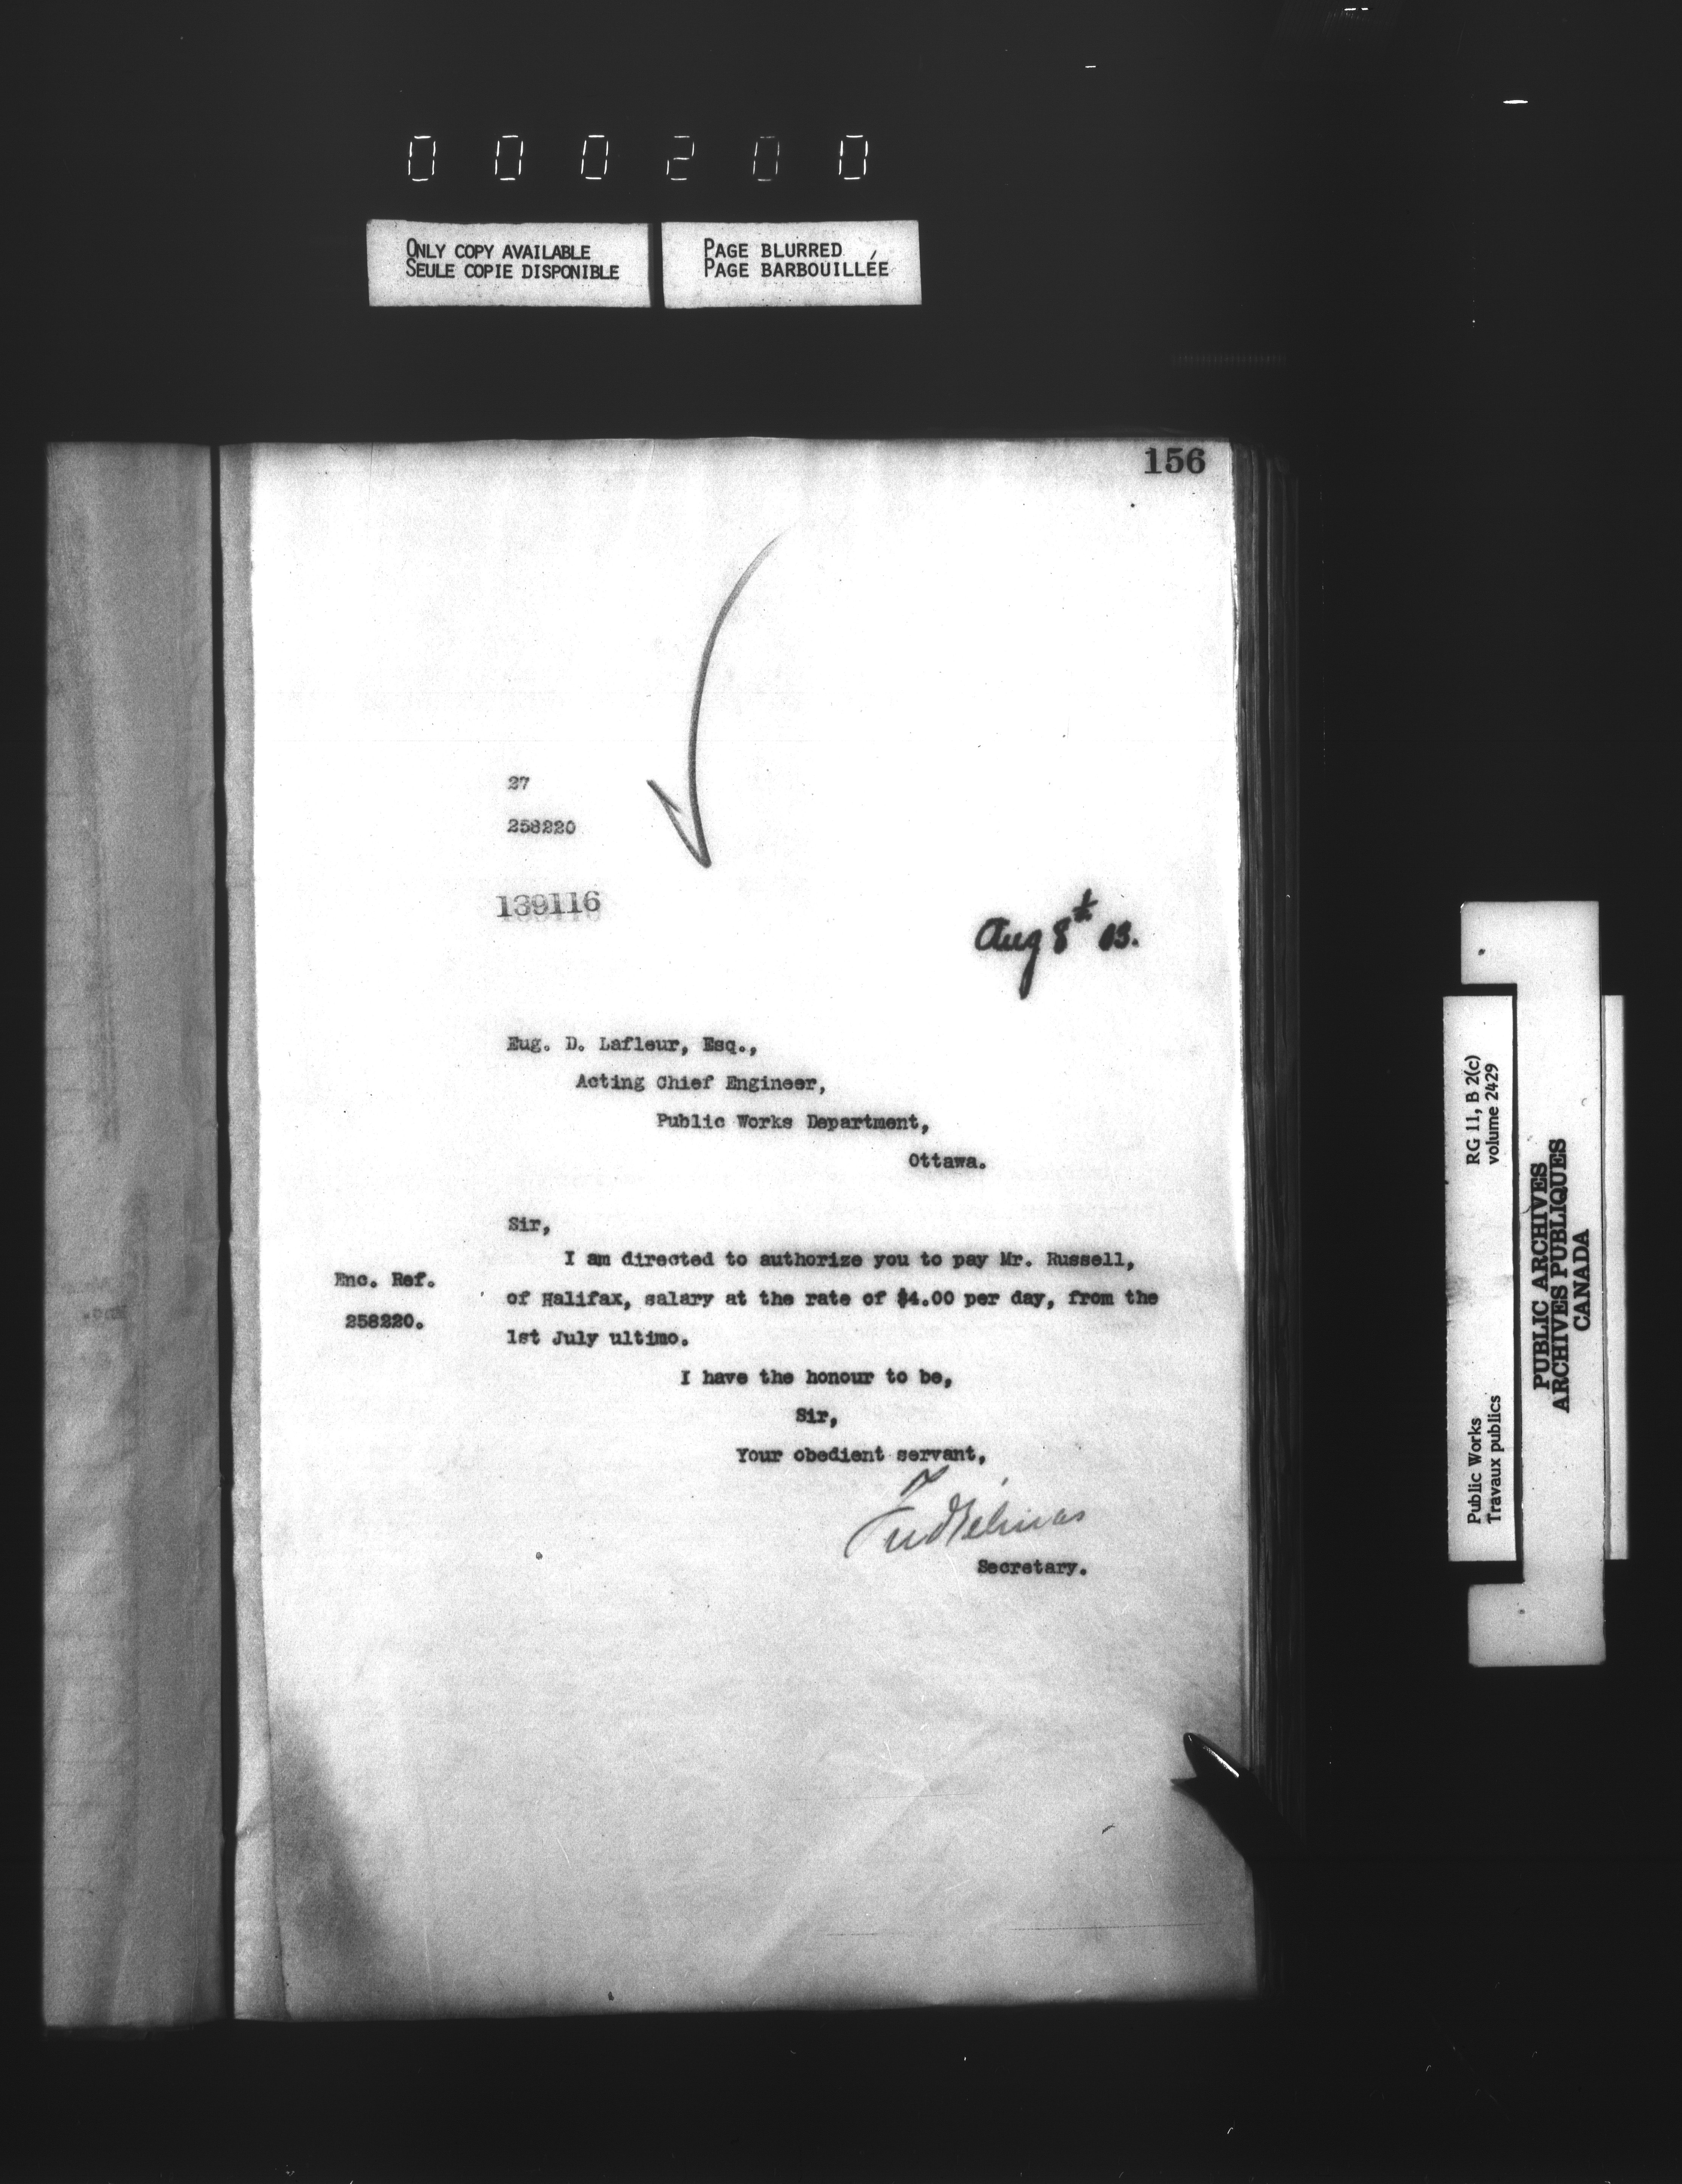 000200
ONLY COPY AVAILABLE
SEULE COPIE DISPONIBLE
PAGE BLURRED
PAGE BARBOUILLÉE
156
27
258220
139116
Aug 8th 03.
Eug. D. Lafleur, Esq.,
Acting Chief Engineer,
Public Works Department,
Ottawa.
Sir,
I am directed to authorize you to pay Mr. Russell,
Enc. Ref.
of Halifax, salary at the rate of $4.00 per day, from the
258220.
1st July ultimo.
I have the honour to be,
Sir,
Your obedient servant,
Secretary.
Public Works
Travaux publics
RG 11, B 2(c)
volume 2429
PUBLIC ARCHIVES
ARCHIVES PUBLIQUES
CANADA